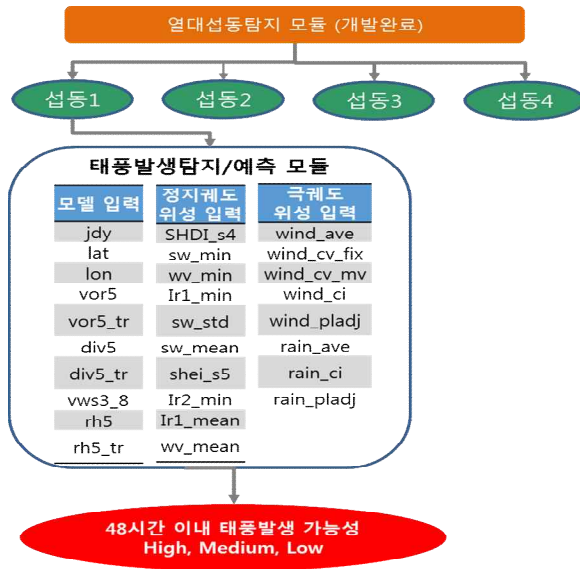 열대섭동탐지 모듈 (개발완료)
섭동1 섭동2 섭동3 섭동4
태풍발생탐지/예측 모듈
모델 입력 정지궤도 위성 입력 극궤도 위성 입력
jdy SHDI_s4 wind_ave
lat sw_min wind_cv_fix
lon wv_min wind_cv_mv
vor5 Ir1_min wind_ci
vor5_tr sw_std wind_pladj
div5 sw_mean rain_ave
div5_tr shei_s5 rain_ci
vws3_8 Ir2_min rain_pladj
rh5 Ir1_mean
rh5_tr wv_mean
48시간 이내 태풍발생 가능성
High, Medium, Low